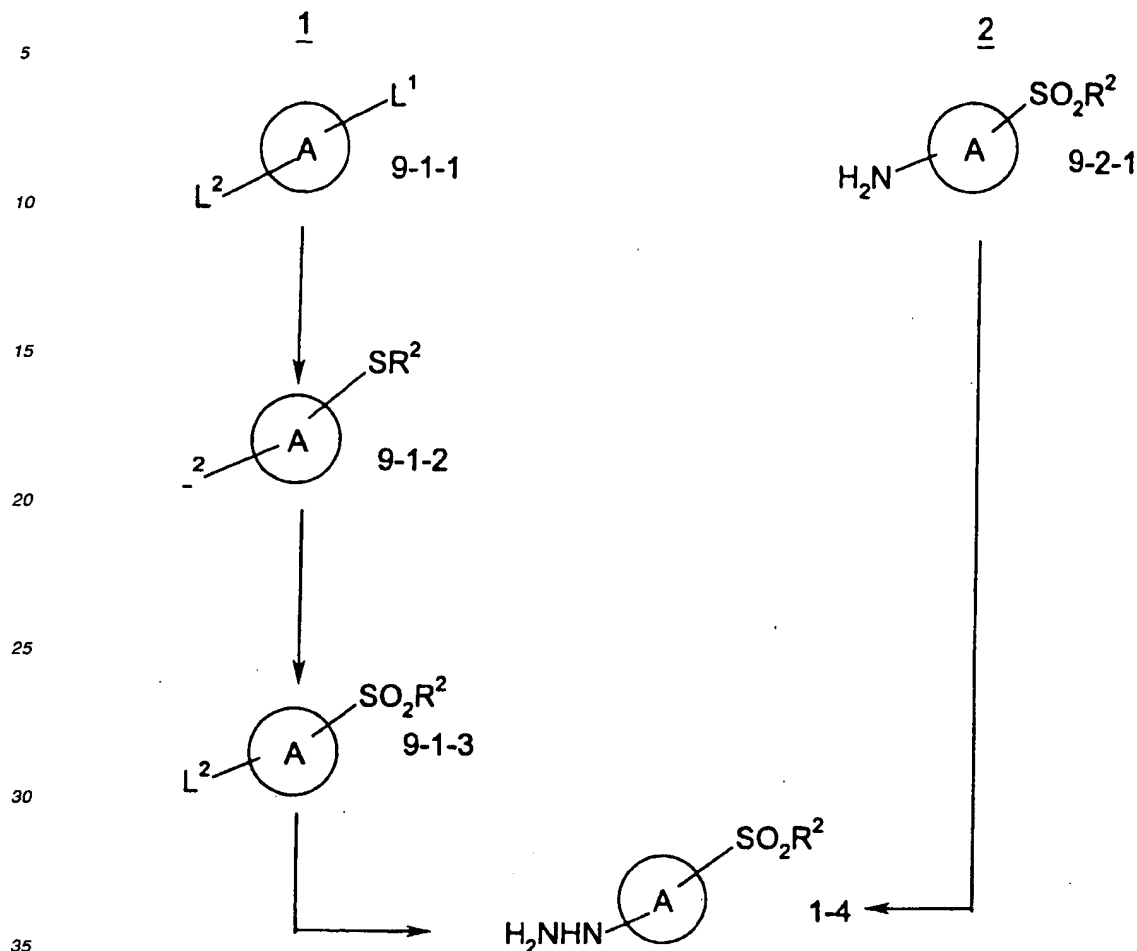 1 2
5
L¹ SO₂R²
A 9-1-1 A 9-2-1
L² H₂N
10
15
SR²
A 9-1-2
-²
20
25
SO₂R²
A 9-1-3
L²
30
SO₂R²
A 1-4
H₂NHN
35